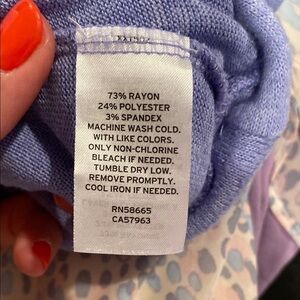 73% RAYON
24% POLYESTER
3% SPANDEX
MACHINE WASH COLD.
WITH LIKE COLORS.
ONLY NON-CHLORINE
BLEACH IF NEEDED.
TUMBLE DRY LOW.
REMOVE PROMPTLY.
COOL IRON IF NEEDED.
RN58665
CA57963